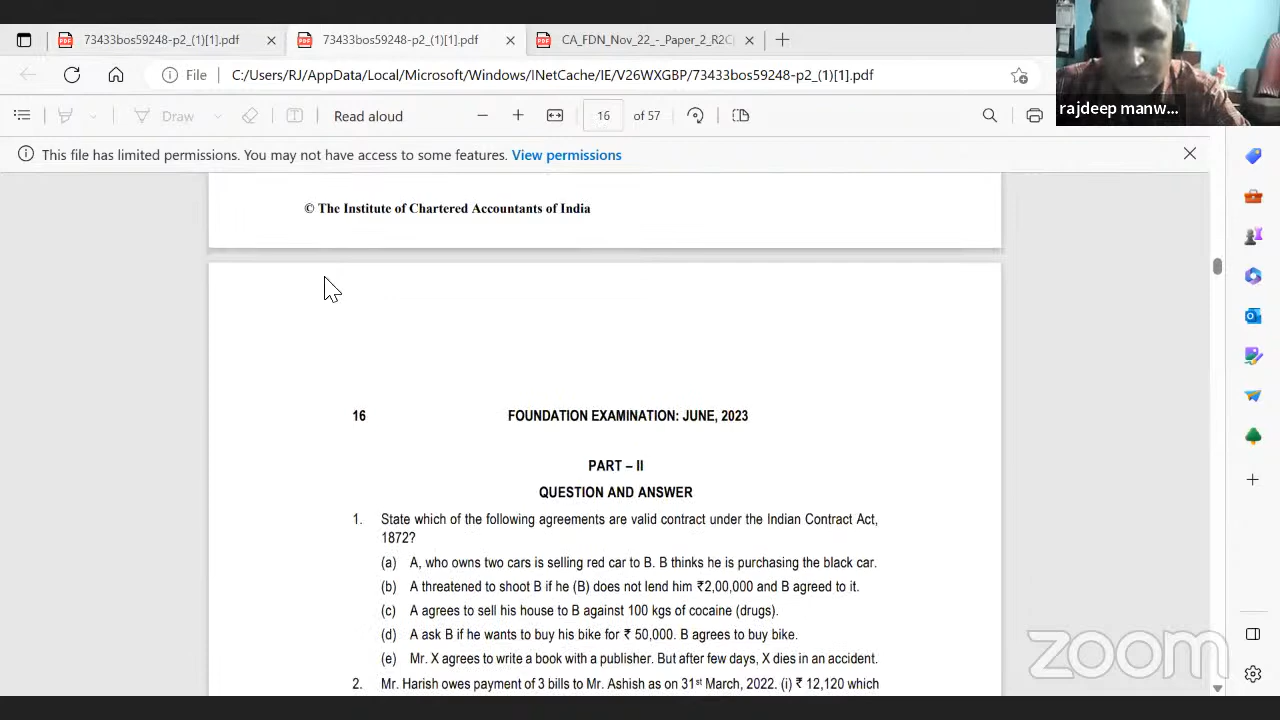 73433bos59248-p2_(1)[1].pdf
73433bos59248-p2_(1)[1].pdf
CA_FDN_Nov_22_-_Paper_2_R2C
File
C:/Users/RJ/AppData/Local/Microsoft/Windows/INetCache/IE/V26WXGBP/73433bos59248-p2_(1)[1].pdf
rajdeep manw...
Draw
Read aloud
16 of 57
This file has limited permissions. You may not have access to some features. View permissions
© The Institute of Chartered Accountants of India
16 FOUNDATION EXAMINATION: JUNE, 2023
PART – II
QUESTION AND ANSWER
1. State which of the following agreements are valid contract under the Indian Contract Act,
1872?
(a) A, who owns two cars is selling red car to B. B thinks he is purchasing the black car.
(b) A threatened to shoot B if he (B) does not lend him ₹2,00,000 and B agreed to it.
(c) A agrees to sell his house to B against 100 kgs of cocaine (drugs).
(d) A ask B if he wants to buy his bike for ₹ 50,000. B agrees to buy bike.
(e) Mr. X agrees to write a book with a publisher. But after few days, X dies in an accident.
2. Mr. Harish owes payment of 3 bills to Mr. Ashish as on 31st March, 2022. (i) ₹ 12,120 which
zoom